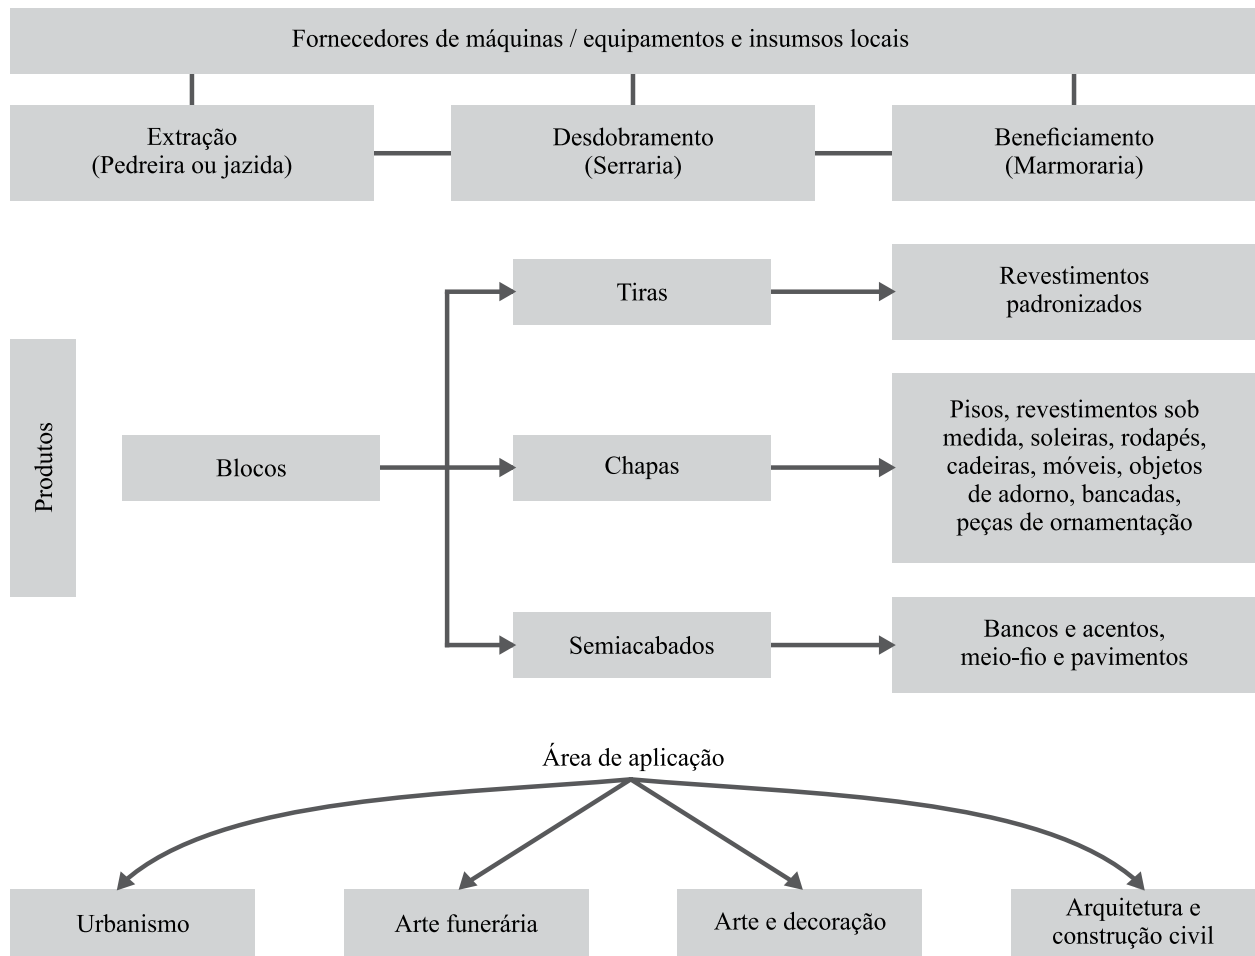 Fornecedores de máquinas / equipamentos e insumsos locais
Extração
(Pedreira ou jazida)
Desdobramento
(Serraria)
Beneficiamento
(Marmoraria)
Produtos
Blocos
Tiras
Chapas
Semiacabados
Revestimentos
padronizados
Pisos, revestimentos sob
medida, soleiras, rodapés,
cadeiras, móveis, objetos
de adorno, bancadas,
peças de ornamentação
Bancos e acentos,
meio-fio e pavimentos
Área de aplicação
Urbanismo
Arte funerária
Arte e decoração
Arquitetura e
construção civil